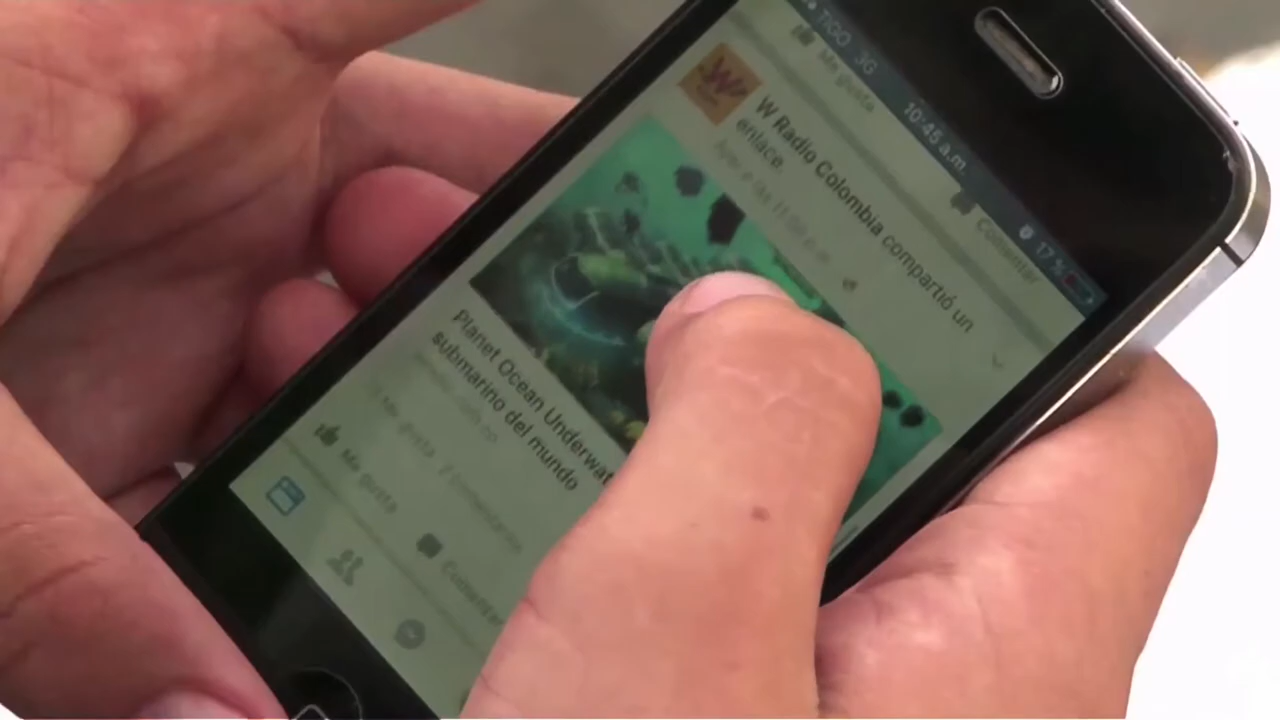 TIGO 3G 10:45 a.m. 17 %
Me gusta Comentar
W Radio Colombia compartió un
enlace.
Planet Ocean Underwat
submarino del mundo
Me gusta Comentar